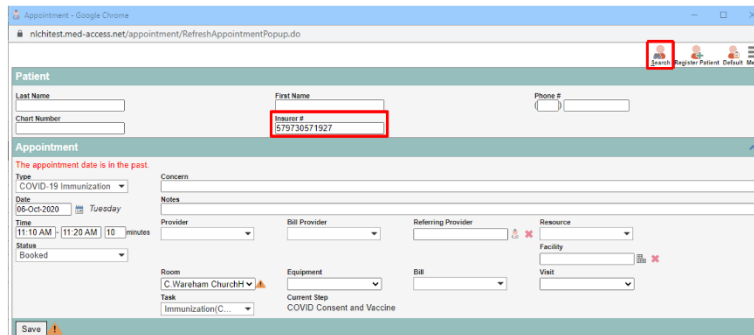 Appointment - Google Chrome
nlchitest.med-access.net/appointment/RefreshAppointmentPopup.do
Search Register Patient Default
Patient
Last Name First Name Phone #
( )
Chart Number Insurer #
579730571927
Appointment
The appointment date is in the past.
Type Concern
COVID-19 Immunization
Date Notes
06-Oct-2020 Tuesday
Time Provider Bill Provider Referring Provider Resource
11:10 AM - 11:20 AM 10 minutes
Status Facility
Booked
Room Equipment Bill Visit
C.Wareham ChurchH
Task Current Step
Immunization(C... COVID Consent and Vaccine
Save